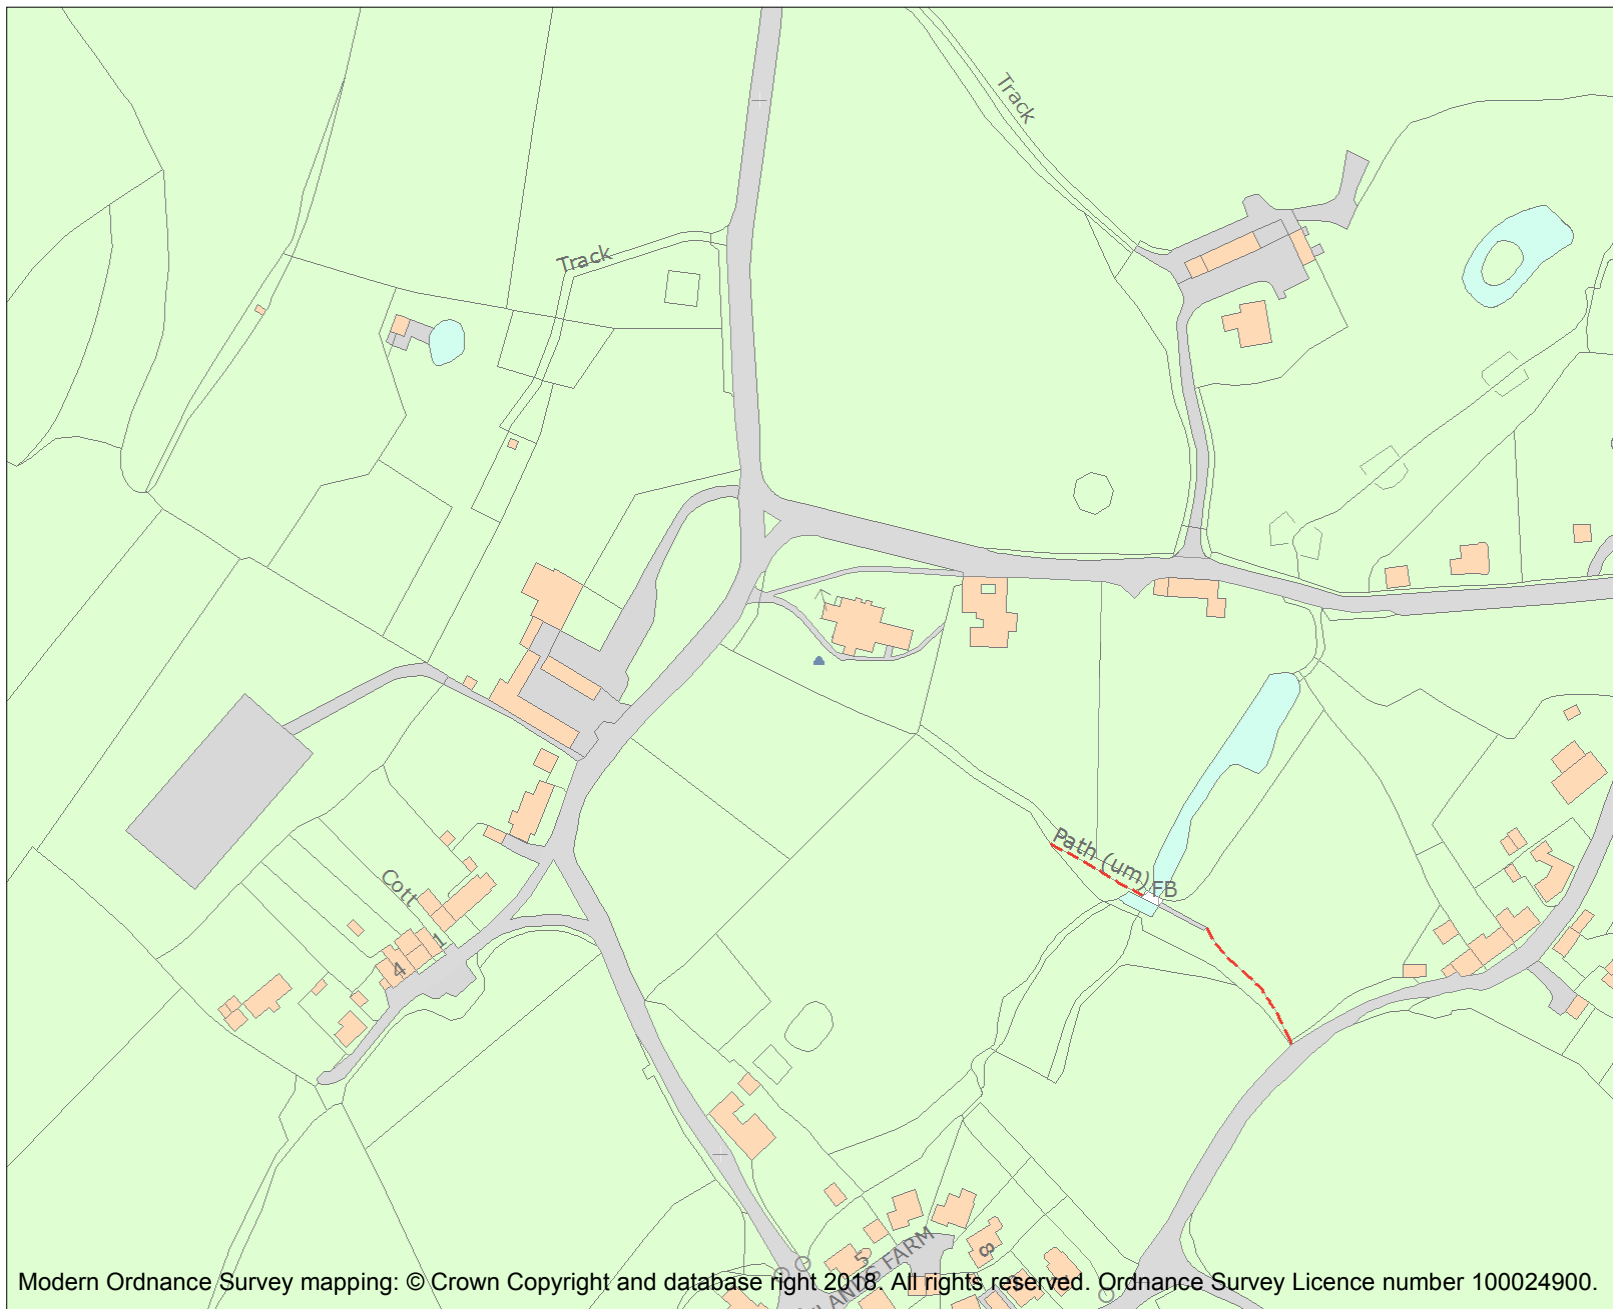 Track
Track
Path (um)
FB
Cott
1
4
5
8
FARM
Modern Ordnance Survey mapping: © Crown Copyright and database right 2018. All rights reserved. Ordnance Survey Licence number 100024900.